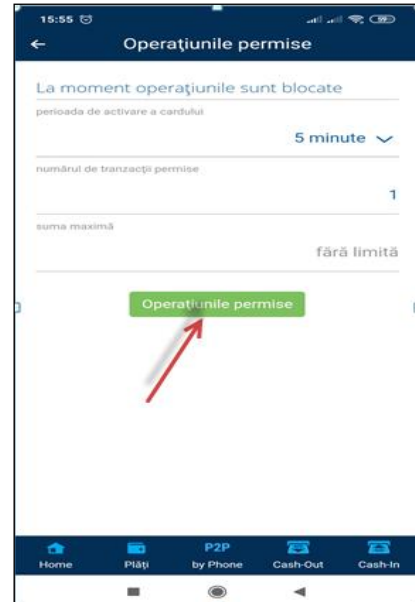 15:55
Operaţiunile permise
La moment operaţiunile sunt blocate
perioada de activare a cardului
5 minute
numărul de tranzacţii permise
1
suma maximă
fără limită
Operaţiunile permise
Home Plăţi P2P by Phone Cash-Out Cash-In